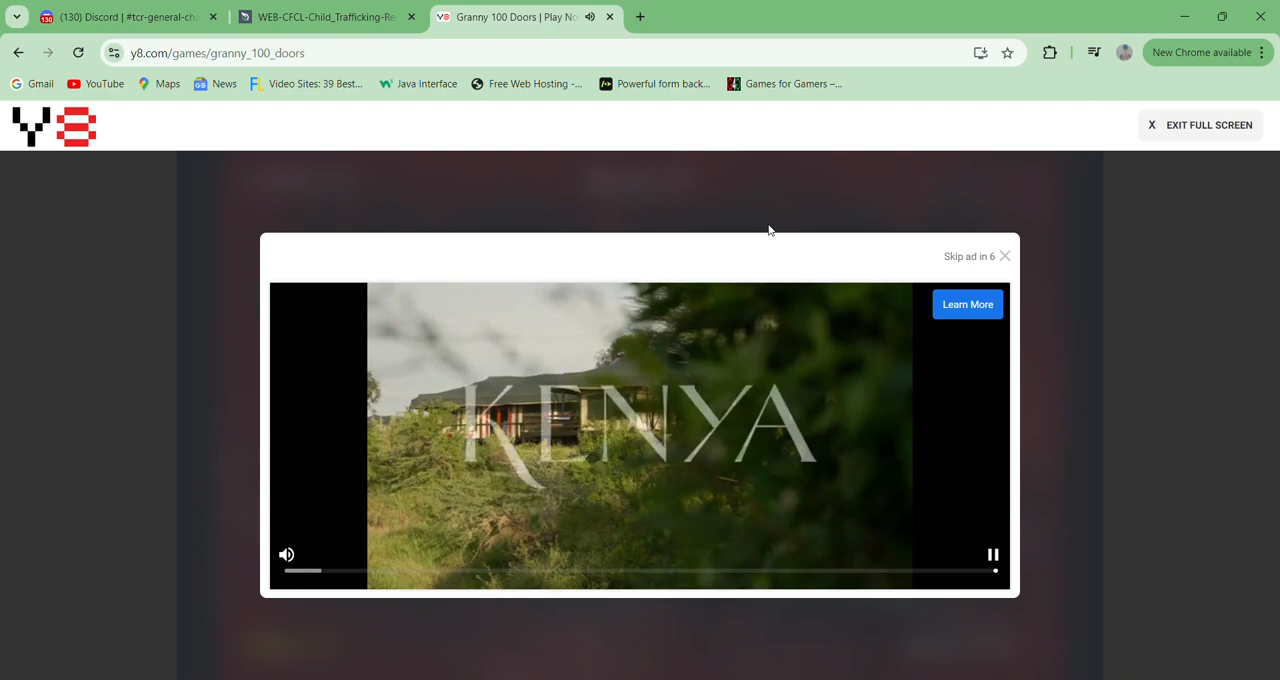 (130) Discord | #tcr-general-cha
WEB-CFCL-Child_Trafficking-Re
Granny 100 Doors | Play No
y8.com/games/granny_100_doors
New Chrome available
Gmail
YouTube
Maps
News
Video Sites: 39 Best...
Java Interface
Free Web Hosting -...
Powerful form back...
Games for Gamers –...
Y8
X EXIT FULL SCREEN
Skip ad in 6
Learn More
KENYA